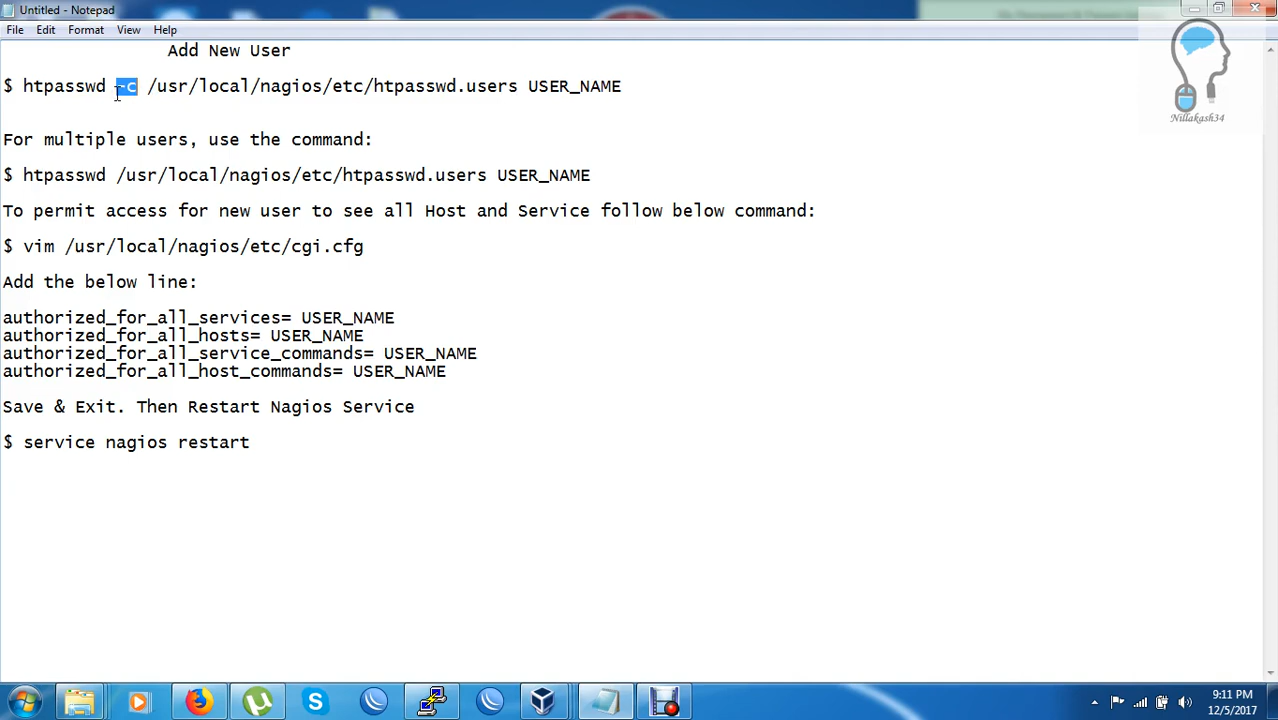 Untitled - Notepad
File Edit Format View Help
Add New User
$ htpasswd -c /usr/local/nagios/etc/htpasswd.users USER_NAME
For multiple users, use the command:
$ htpasswd /usr/local/nagios/etc/htpasswd.users USER_NAME
To permit access for new user to see all Host and Service follow below command:
$ vim /usr/local/nagios/etc/cgi.cfg
Add the below line:
authorized_for_all_services= USER_NAME
authorized_for_all_hosts= USER_NAME
authorized_for_all_service_commands= USER_NAME
authorized_for_all_host_commands= USER_NAME
Save & Exit. Then Restart Nagios Service
$ service nagios restart
Nillakash34
9:11 PM
12/5/2017